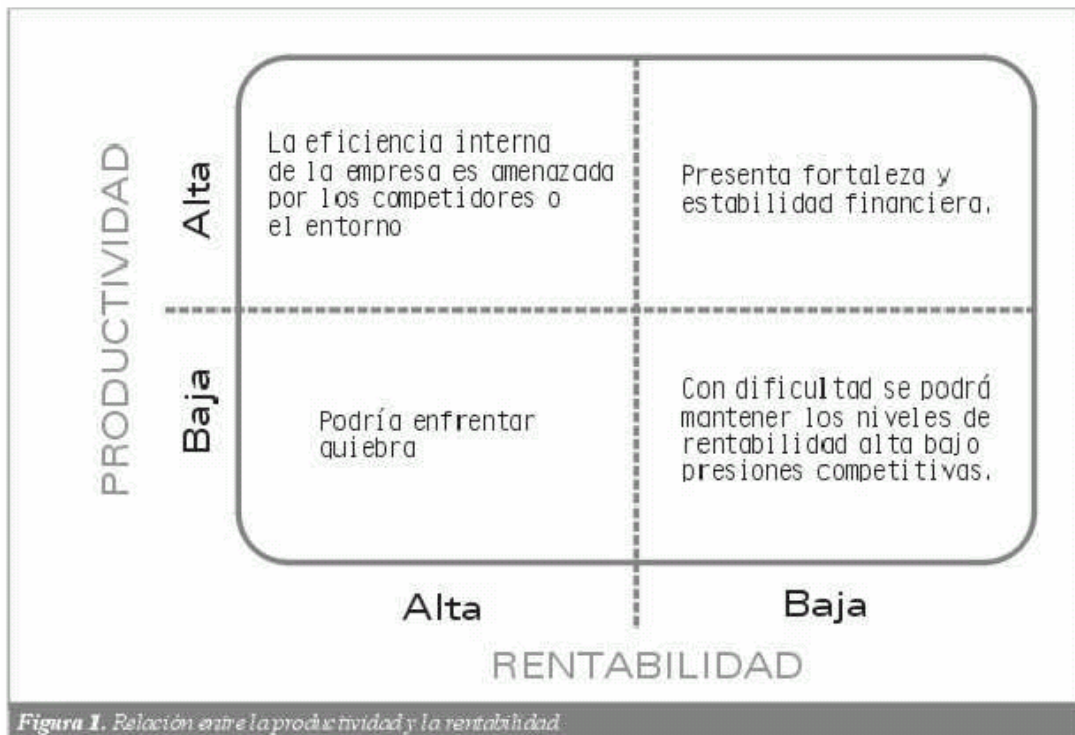 PRODUCTIVIDAD
Alta
La eficiencia interna
de la empresa es amenazada
por los competidores o
el entorno
Presenta fortaleza y
estabilidad financiera.
Baja
Podría enfrentar
quiebra
Con dificultad se podrá
mantener los niveles de
rentabilidad alta bajo
presiones competitivas.
Alta
Baja
RENTABILIDAD
Figura 1. Relación entre la productividad y la rentabilidad